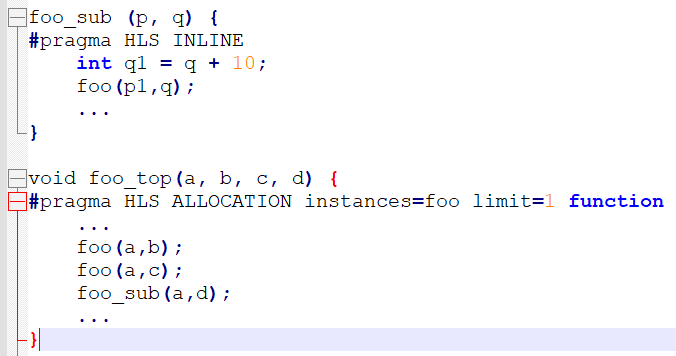 foo_sub (p, q) {
#pragma HLS INLINE
    int q1 = q + 10;
    foo(p1,q);
    ...
}

void foo_top(a, b, c, d) {
#pragma HLS ALLOCATION instances=foo limit=1 function
    ...
    foo(a,b);
    foo(a,c);
    foo_sub(a,d);
    ...
}